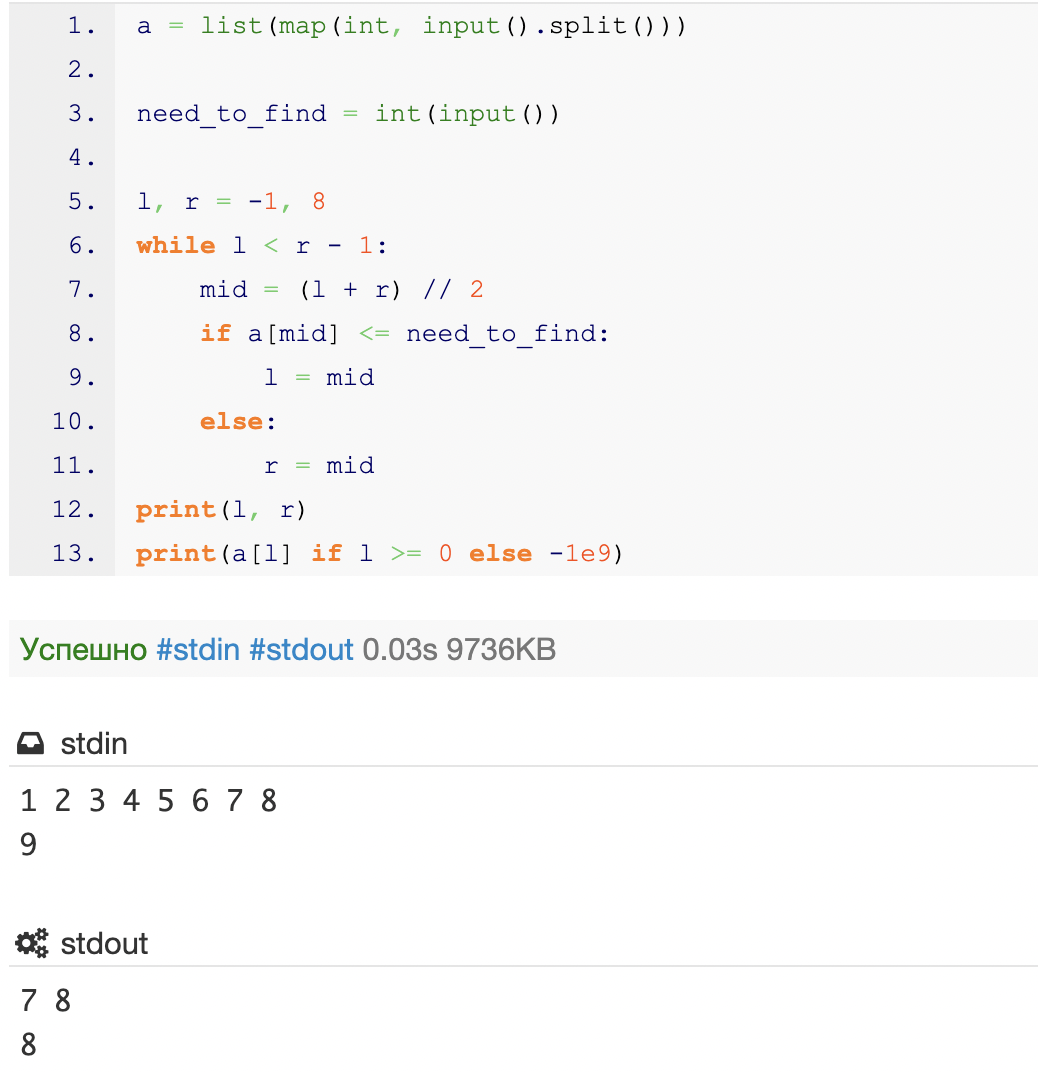 1. a = list(map(int, input().split()))
2.
3. need_to_find = int(input())
4.
5. l, r = -1, 8
6. while l < r - 1:
7.     mid = (l + r) // 2
8.     if a[mid] <= need_to_find:
9.         l = mid
10.     else:
11.         r = mid
12. print(l, r)
13. print(a[l] if l >= 0 else -1e9)
Успешно #stdin #stdout 0.03s 9736KB
stdin
1 2 3 4 5 6 7 8
9
stdout
7 8
8